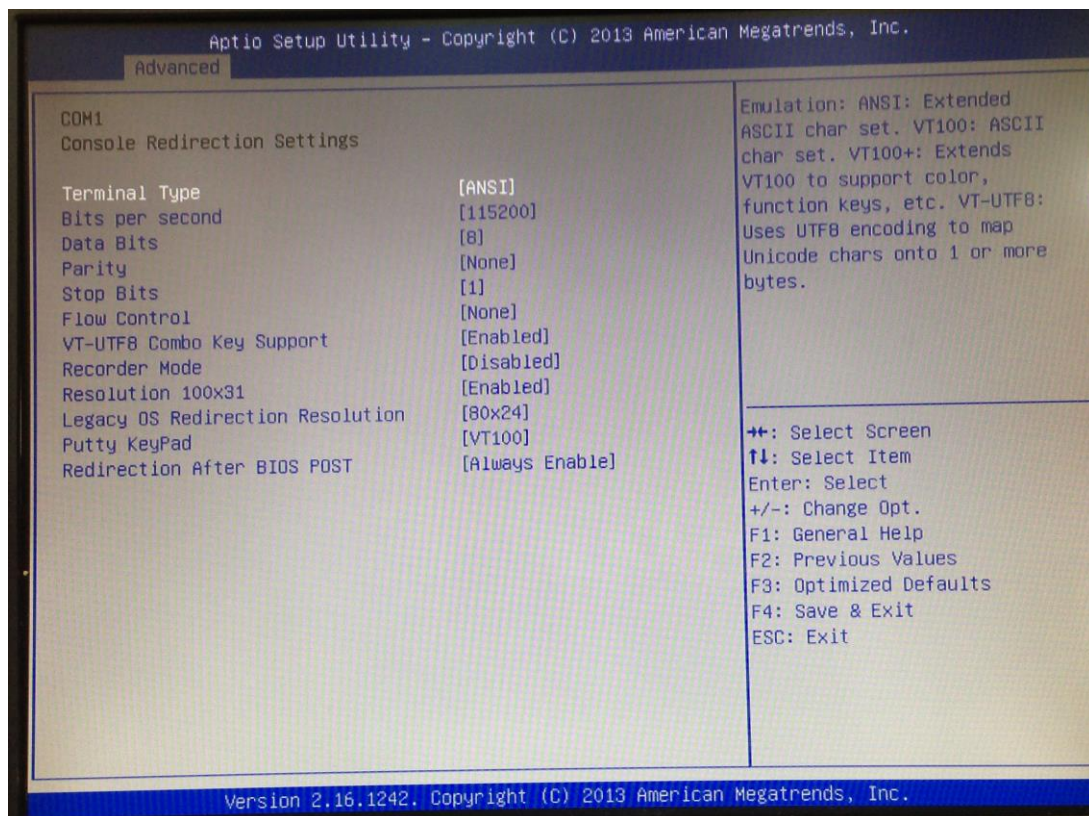 Aptio Setup Utility – Copyright (C) 2013 American Megatrends, Inc.
Advanced
COM1
Console Redirection Settings
Terminal Type [ANSI]
Bits per second [115200]
Data Bits [8]
Parity [None]
Stop Bits [1]
Flow Control [None]
VT-UTF8 Combo Key Support [Enabled]
Recorder Mode [Disabled]
Resolution 100x31 [Enabled]
Legacy OS Redirection Resolution [80x24]
Putty KeyPad [VT100]
Redirection After BIOS POST [Always Enable]
Emulation: ANSI: Extended
ASCII char set. VT100: ASCII
char set. VT100+: Extends
VT100 to support color,
function keys, etc. VT-UTF8:
Uses UTF8 encoding to map
Unicode chars onto 1 or more
bytes.
→←: Select Screen
↑↓: Select Item
Enter: Select
+/-: Change Opt.
F1: General Help
F2: Previous Values
F3: Optimized Defaults
F4: Save & Exit
ESC: Exit
Version 2.16.1242. Copyright (C) 2013 American Megatrends, Inc.